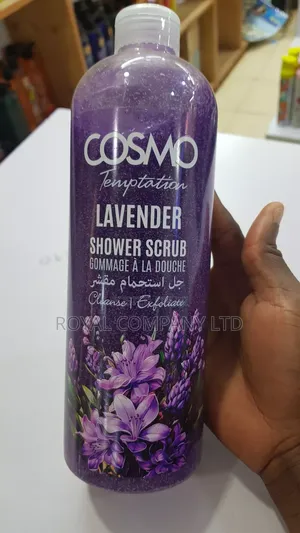 COSMO
Temptation
LAVENDER
SHOWER SCRUB
GOMMAGE À LA DOUCHE
جل استحمام مقشر
Cleanse | Exfoliate
ROYAL COMPANY LTD